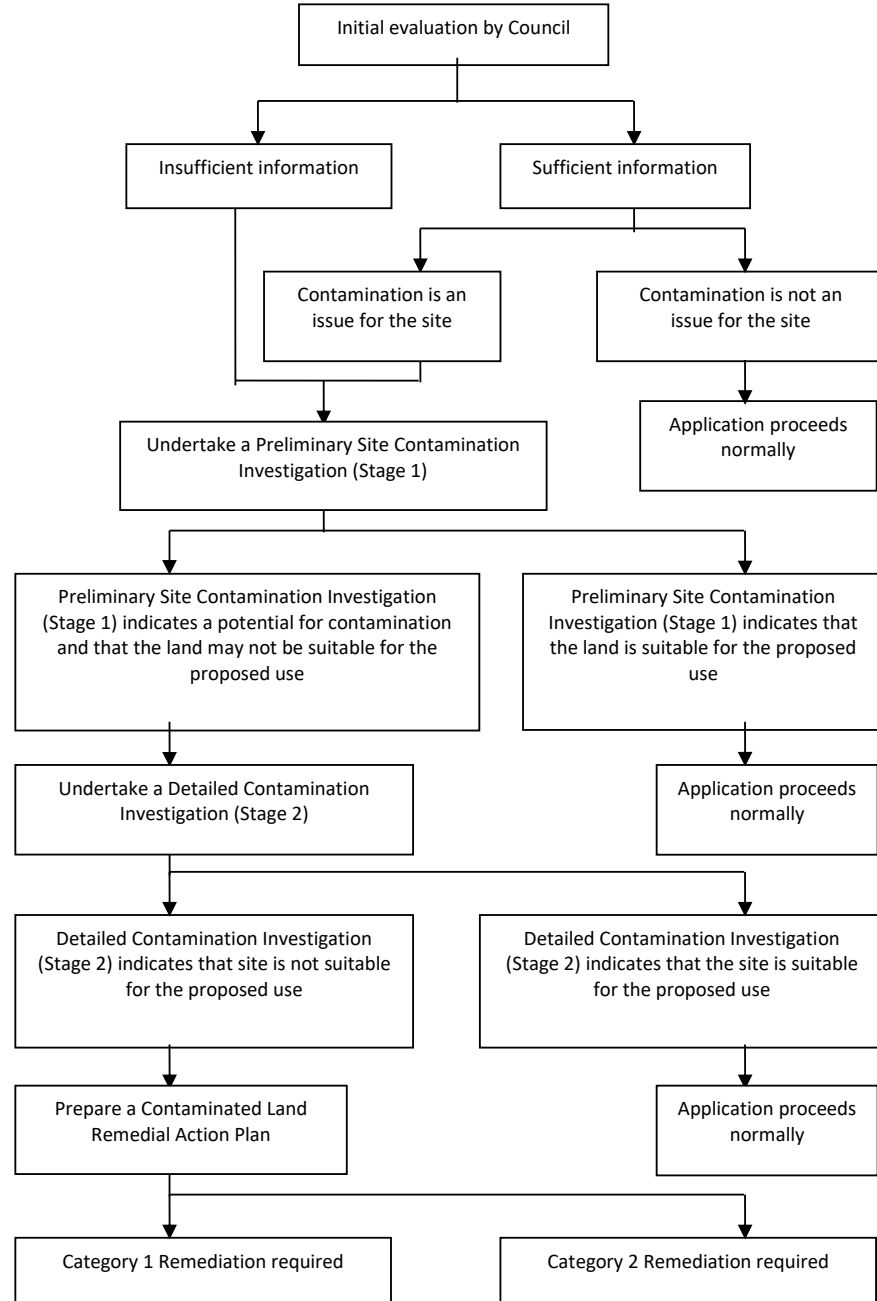 Initial evaluation by Council
Insufficient information
Sufficient information
Contamination is an
issue for the site
Contamination is not an
issue for the site
Application proceeds
normally
Undertake a Preliminary Site Contamination
Investigation (Stage 1)
Preliminary Site Contamination Investigation
(Stage 1) indicates a potential for contamination
and that the land may not be suitable for the
proposed use
Preliminary Site Contamination
Investigation (Stage 1) indicates that
the land is suitable for the proposed
use
Undertake a Detailed Contamination
Investigation (Stage 2)
Application proceeds
normally
Detailed Contamination Investigation
(Stage 2) indicates that site is not suitable
for the proposed use
Detailed Contamination Investigation
(Stage 2) indicates that the site is suitable
for the proposed use
Prepare a Contaminated Land
Remedial Action Plan
Application proceeds
normally
Category 1 Remediation required
Category 2 Remediation required